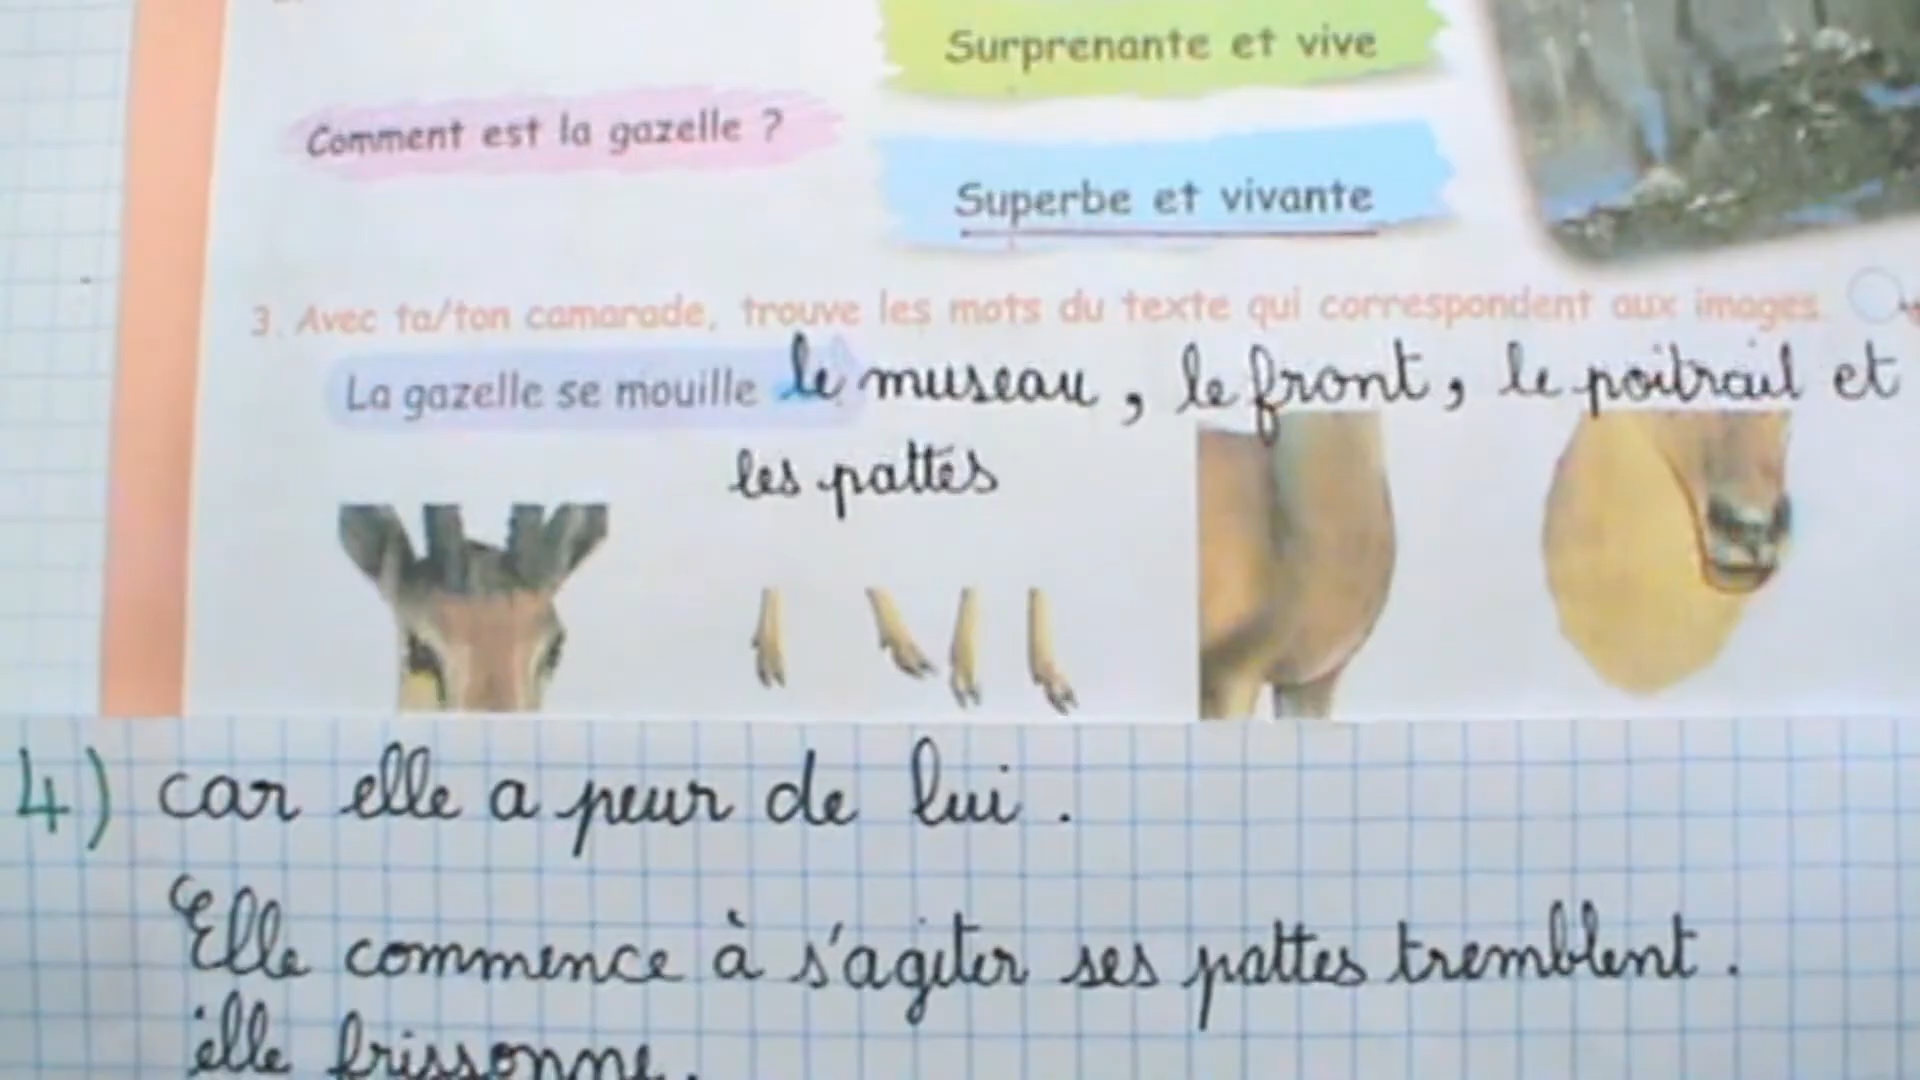 Surprenante et vive
Comment est la gazelle ?
Superbe et vivante
3. Avec ta/ton camarade, trouve les mots du texte qui correspondent aux images.
La gazelle se mouille le museau, le front, le poitrail et
les pattes
4) car elle a peur de lui.
Elle commence à s'agiter ses pattes tremblent.
elle frissonne.